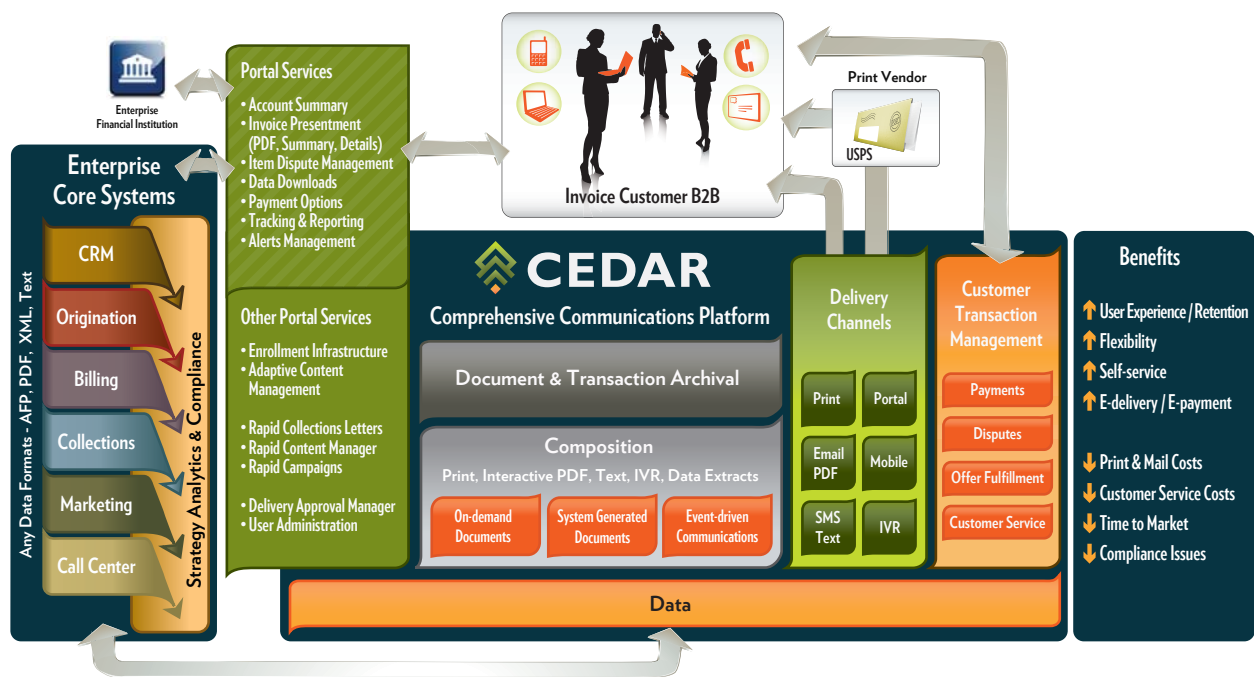 Enterprise
Financial Institution
Enterprise
Core Systems
Any Data Formats - AFP, PDF, XML, Text
CRM
Origination
Billing
Collections
Marketing
Call Center
Strategy Analytics & Compliance
Portal Services
• Account Summary
• Invoice Presentment
(PDF, Summary, Details)
• Item Dispute Management
• Data Downloads
• Payment Options
• Tracking & Reporting
• Alerts Management
Other Portal Services
• Enrollment Infrastructure
• Adaptive Content
Management
• Rapid Collections Letters
• Rapid Content Manager
• Rapid Campaigns
• Delivery Approval Manager
• User Administration
Invoice Customer B2B
Print Vendor
USPS
CEDAR
Comprehensive Communications Platform
Document & Transaction Archival
Composition
Print, Interactive PDF, Text, IVR, Data Extracts
On-demand
Documents
System Generated
Documents
Event-driven
Communications
Delivery
Channels
Print
Portal
Email
PDF
Mobile
SMS
Text
IVR
Customer
Transaction
Management
Payments
Disputes
Offer Fulfillment
Customer Service
Data
Benefits
User Experience / Retention
Flexibility
Self-service
E-delivery / E-payment
Print & Mail Costs
Customer Service Costs
Time to Market
Compliance Issues